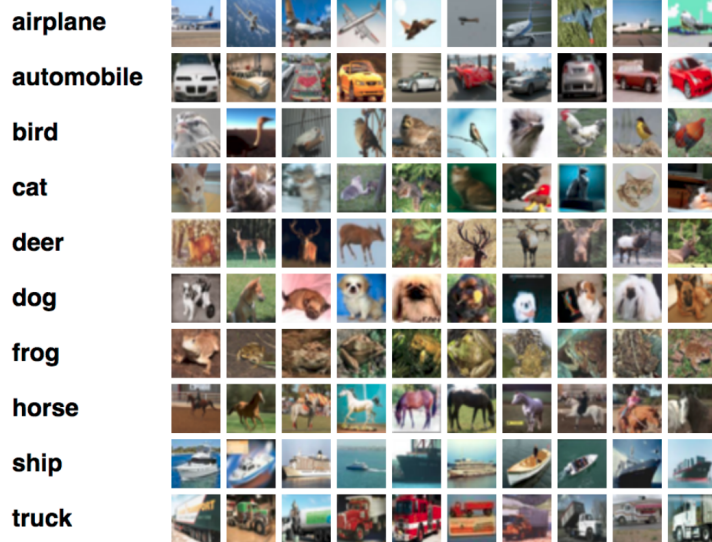 airplane
automobile
bird
cat
deer
dog
frog
horse
ship
truck